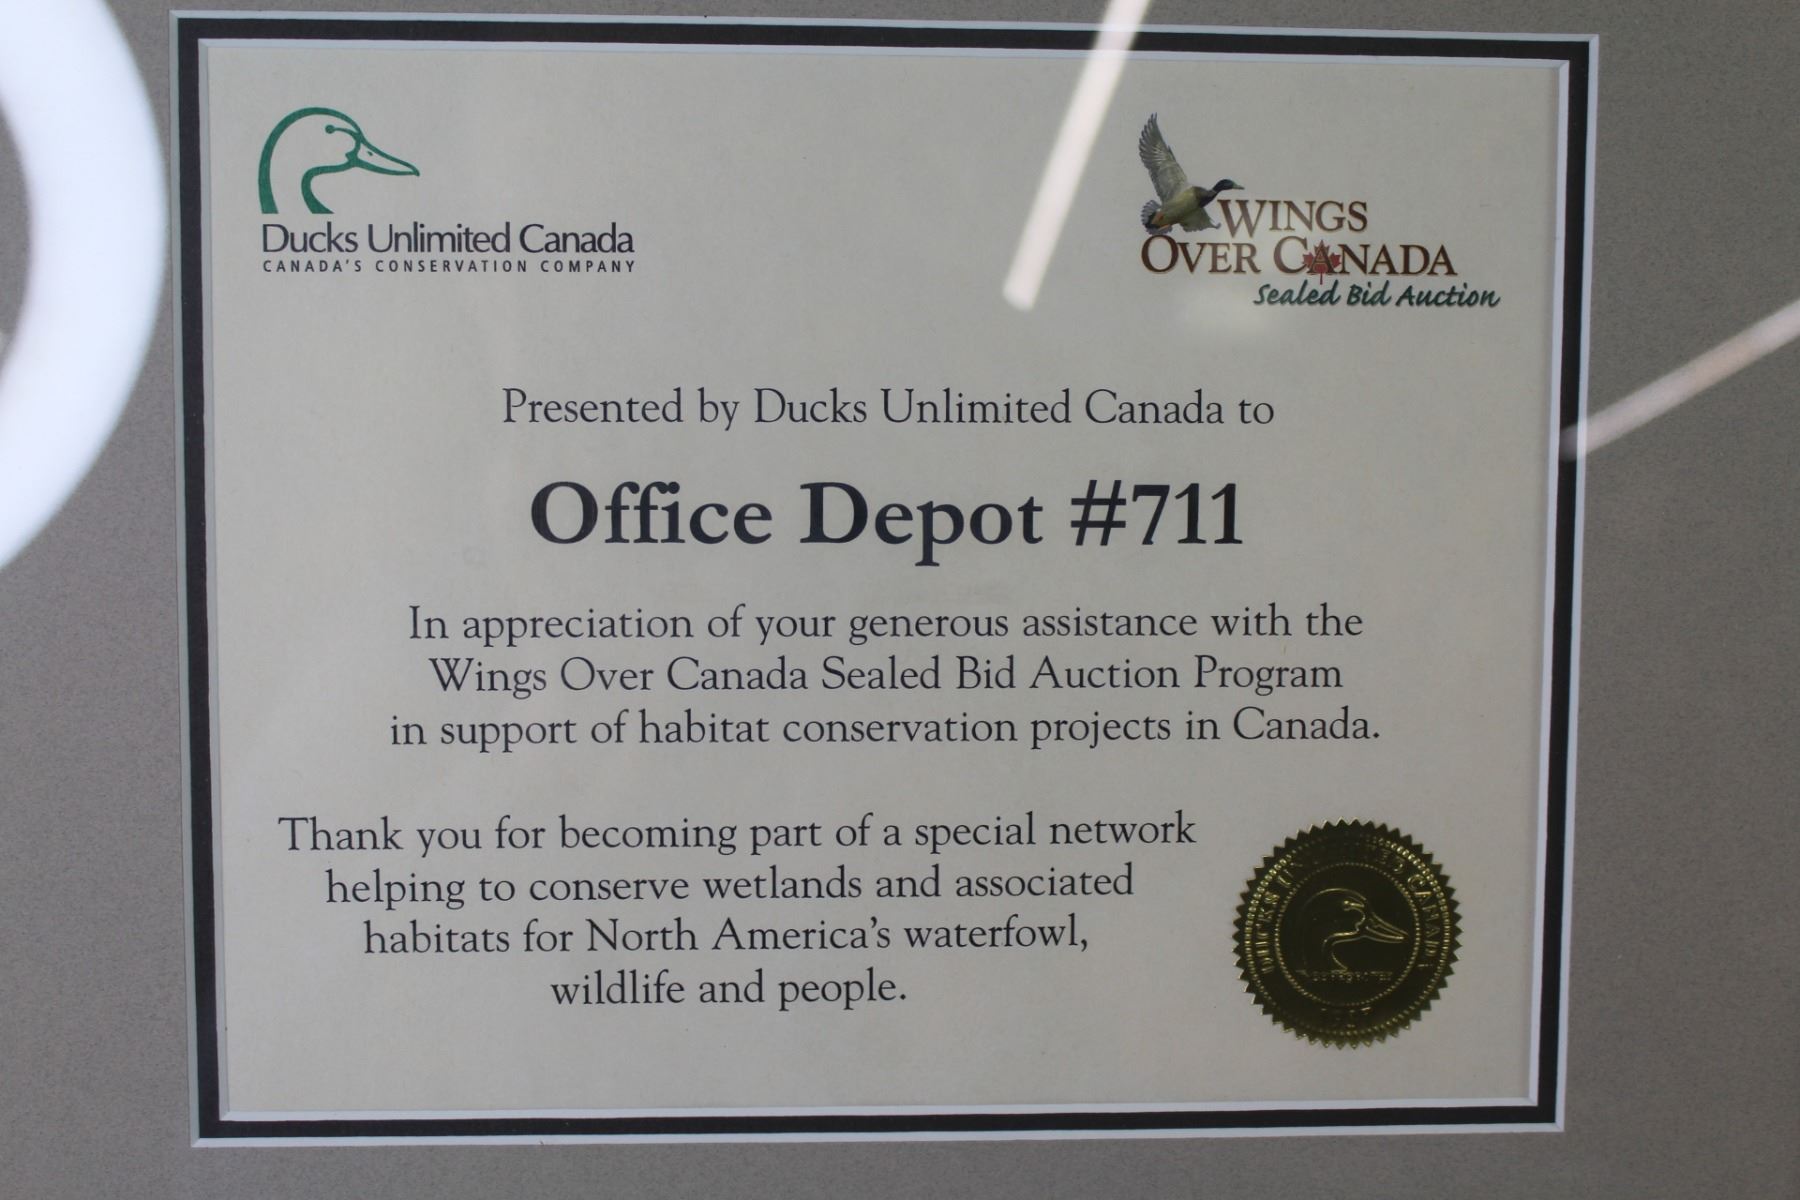 Ducks Unlimited Canada
CANADA'S CONSERVATION COMPANY
WINGS
OVER CANADA
Sealed Bid Auction
Presented by Ducks Unlimited Canada to
Office Depot #711
In appreciation of your generous assistance with the
Wings Over Canada Sealed Bid Auction Program
in support of habitat conservation projects in Canada.
Thank you for becoming part of a special network
helping to conserve wetlands and associated
habitats for North America's waterfowl,
wildlife and people.
DUCKS UNLIMITED CANADA